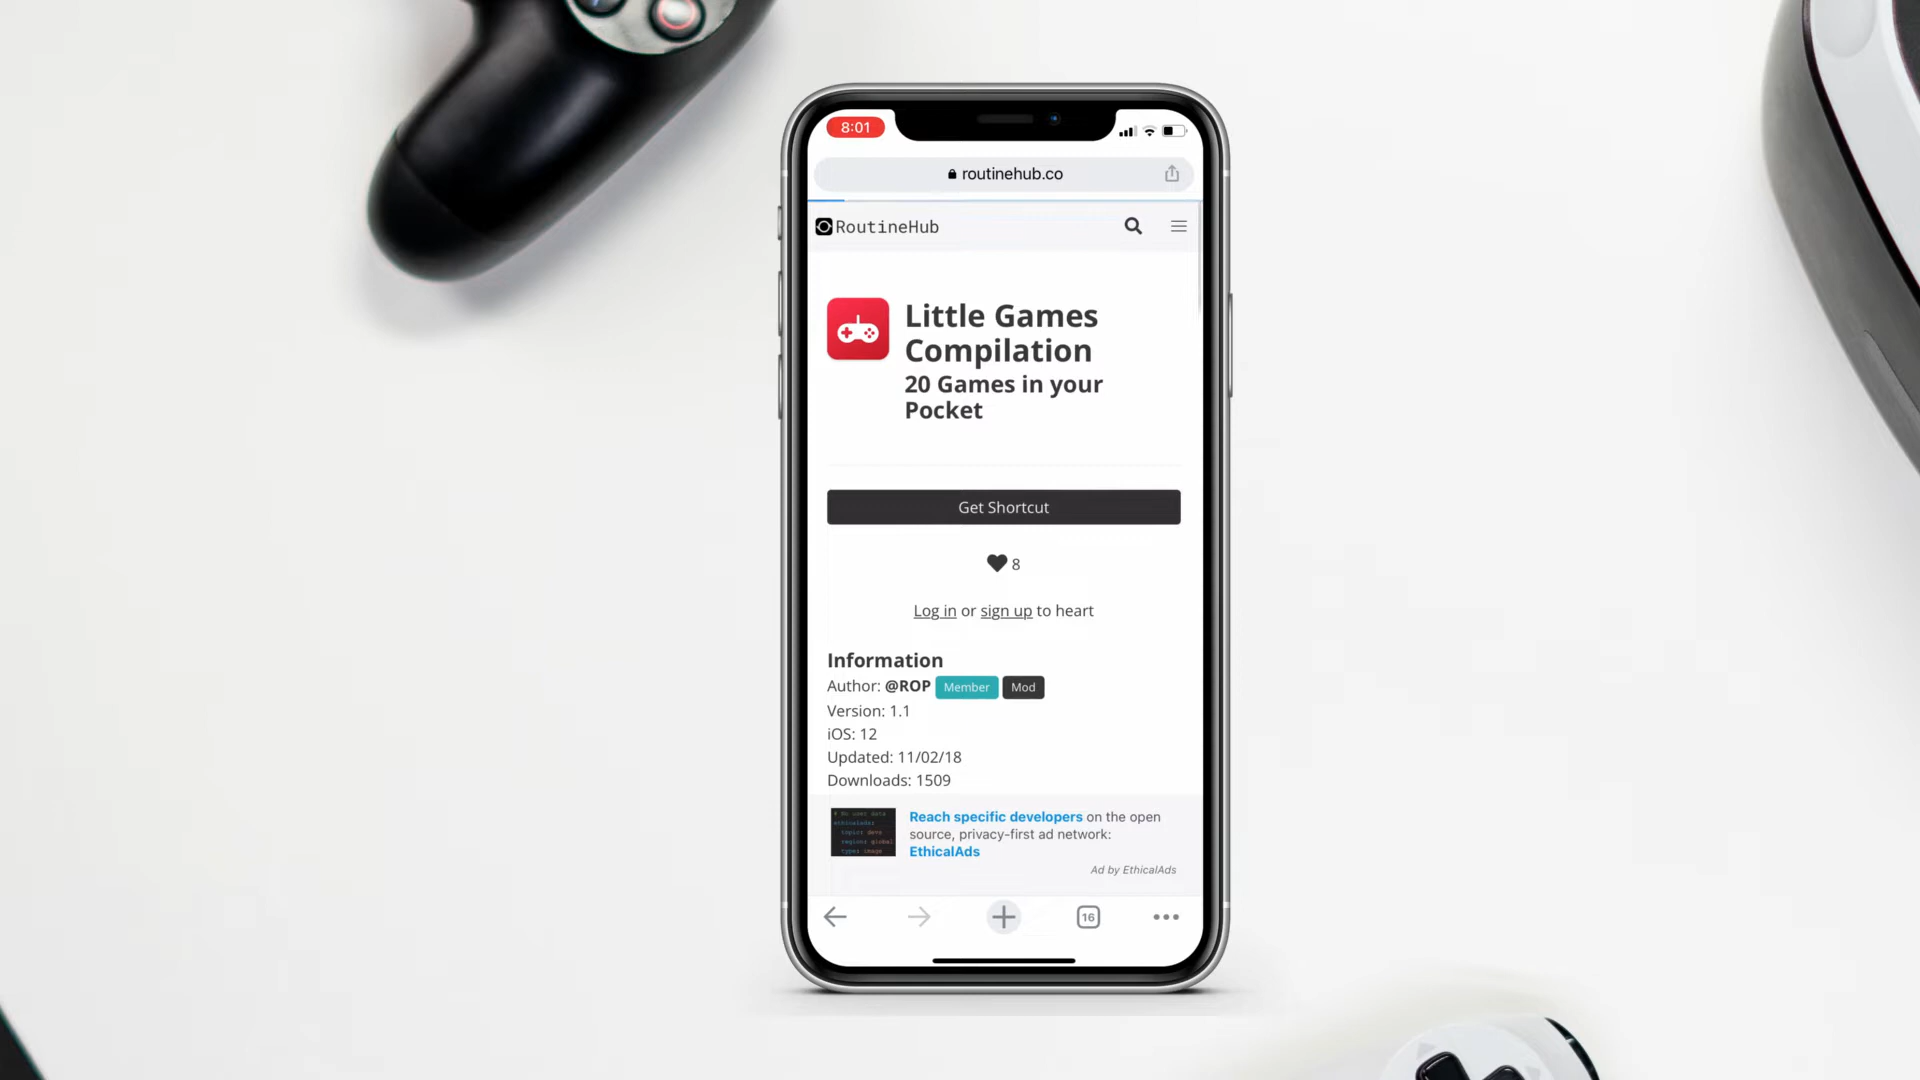 8:01
routinehub.co
RoutineHub
Little Games
Compilation
20 Games in your
Pocket
Get Shortcut
8
Log in or sign up to heart
Information
Author: @ROP Member Mod
Version: 1.1
iOS: 12
Updated: 11/02/18
Downloads: 1509
Reach specific developers on the open
source, privacy-first ad network:
EthicalAds
Ad by EthicalAds
16